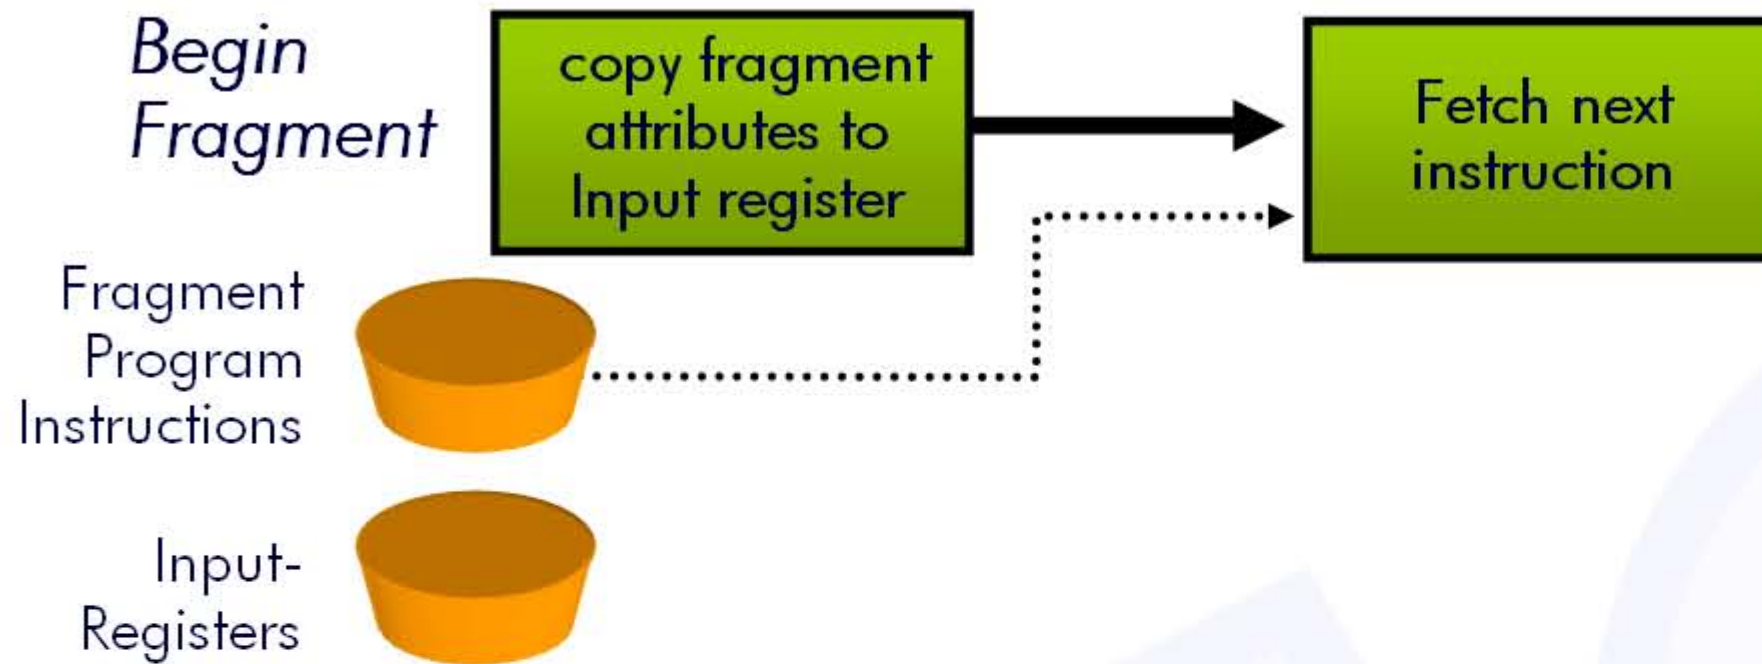 Begin
Fragment
copy fragment
attributes to
Input register
Fetch next
instruction
Fragment
Program
Instructions
Input-
Registers